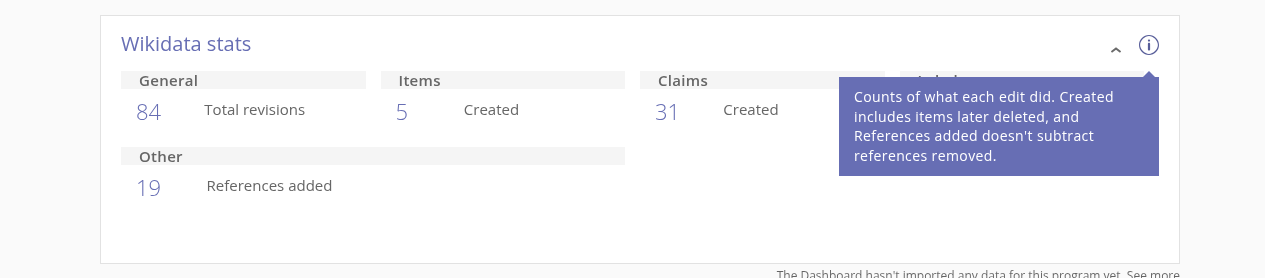 Wikidata stats
General
Items
Claims
84 Total revisions
5 Created
31 Created
Counts of what each edit did. Created
includes items later deleted, and
References added doesn't subtract
references removed.
Other
19 References added
The Dashboard hasn't imported any data for this program yet. See more